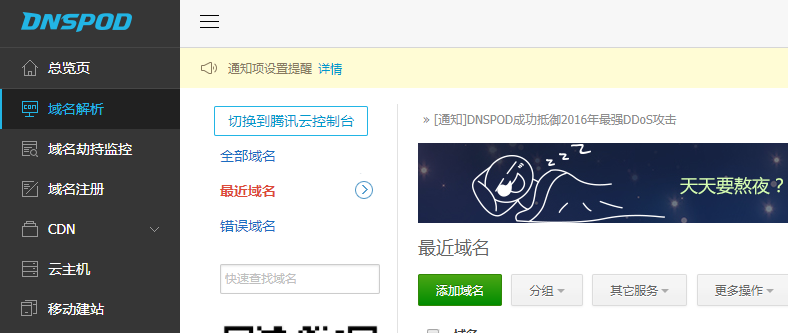 DNSPOD
总览页
域名解析
域名劫持监控
域名注册
CDN
云主机
移动建站
通知项设置提醒 详情
切换到腾讯云控制台
全部域名
最近域名
错误域名
快速查找域名
» [通知]DNSPOD成功抵御2016年最强DDoS攻击
z z z
天天要熬夜？
最近域名
添加域名 分组 其它服务 更多操作